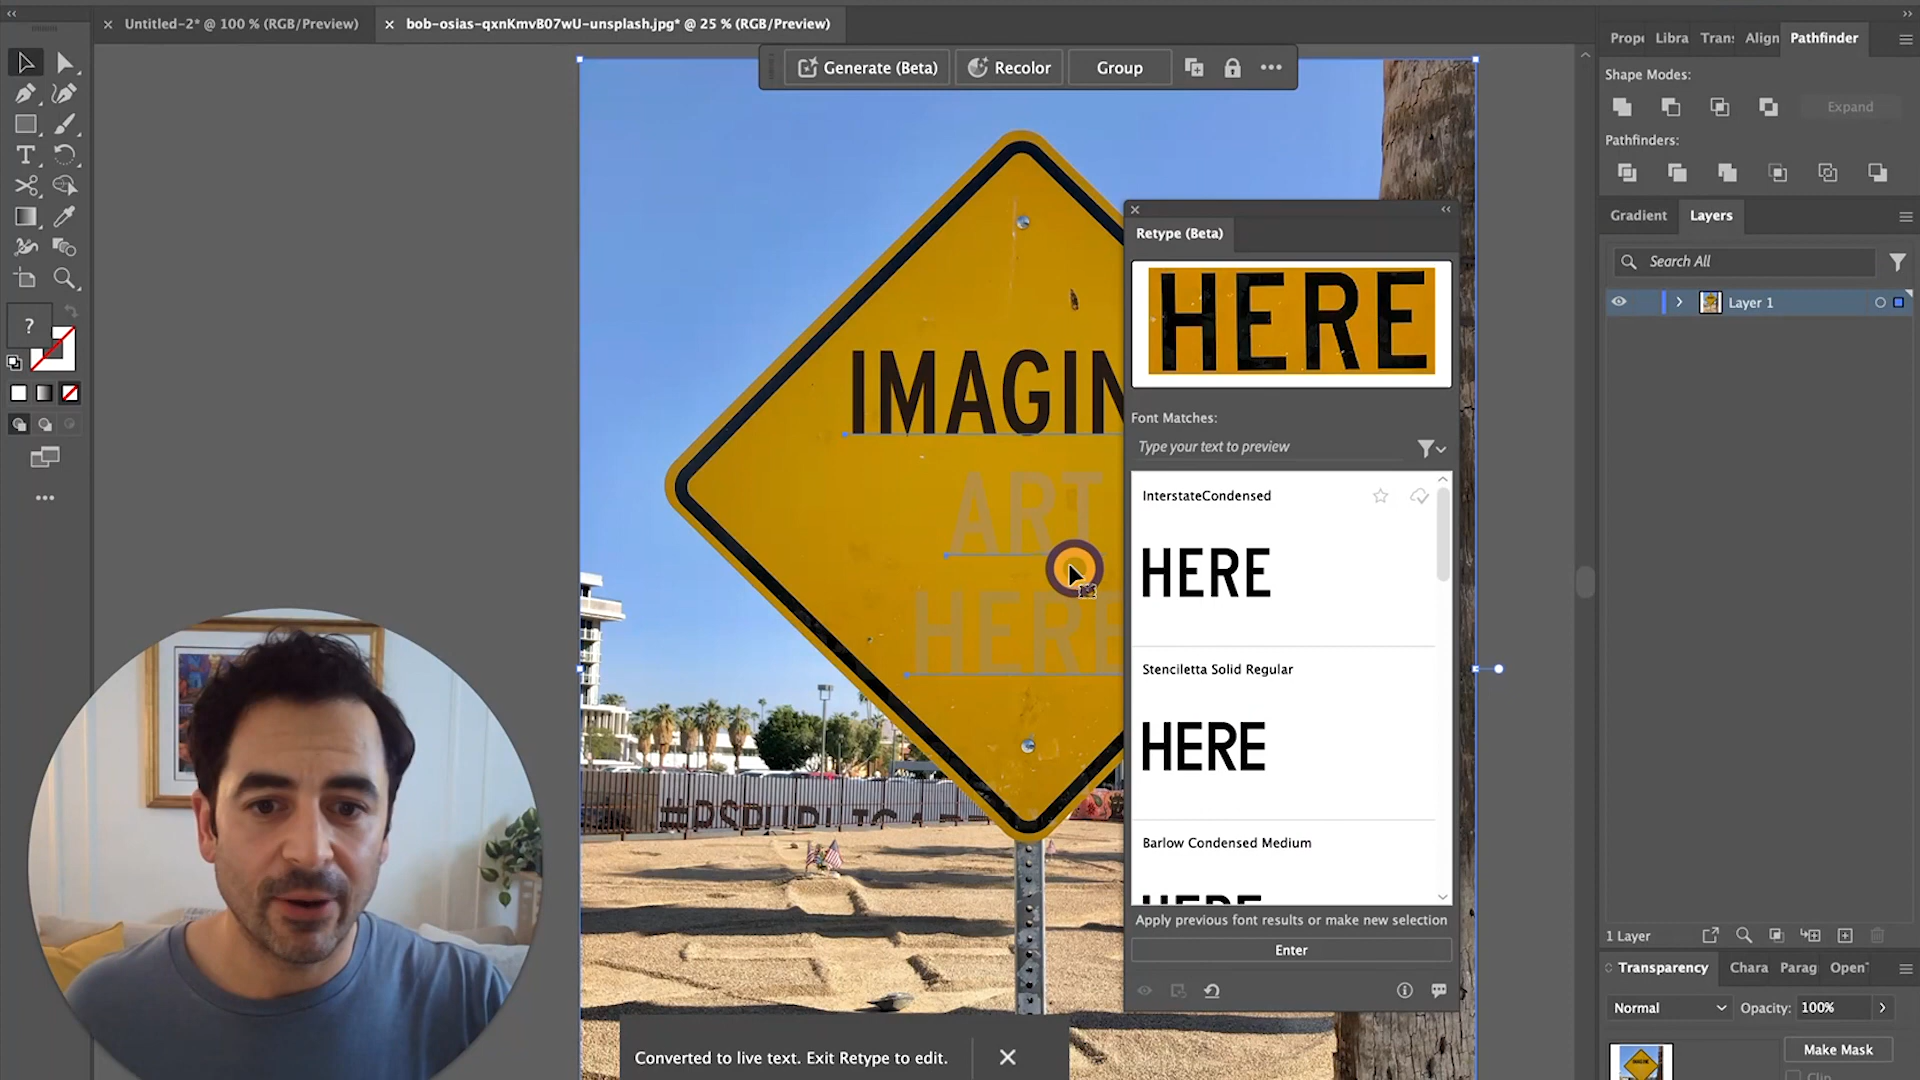 Untitled-2* @ 100 % (RGB/Preview)
bob-osias-qxnKmvB07wU-unsplash.jpg* @ 25 % (RGB/Preview)
Generate (Beta)
Recolor
Group
Prope
Libra
Tran:
Align
Pathfinder
Shape Modes:
Expand
Pathfinders:
Gradient
Layers
Search All
Layer 1
Retype (Beta)
HERE
Font Matches:
Type your text to preview
InterstateCondensed
HERE
Stenciletta Solid Regular
HERE
Barlow Condensed Medium
Apply previous font results or make new selection
Enter
IMAGIN
ART
HERE
1 Layer
Transparency
Chara
Parag
Open
Normal
Opacity:
100%
Make Mask
Clip
Converted to live text. Exit Retype to edit.